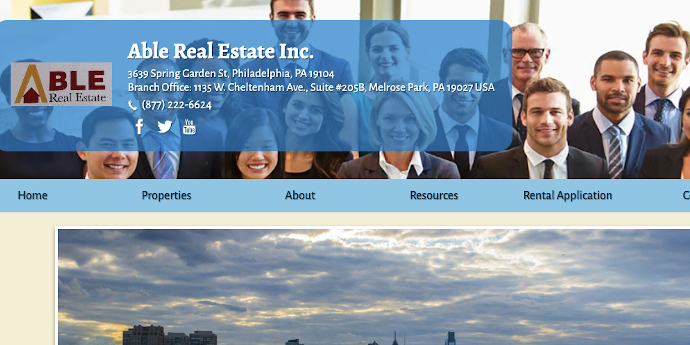 Able Real Estate Inc.
ABLE
Real Estate
3639 Spring Garden St, Philadelphia, PA 19104
Branch Office: 1135 W. Cheltenham Ave., Suite #205B, Melrose Park, PA 19027 USA
(877) 222-6624
You
Tube
Home Properties About Resources Rental Application